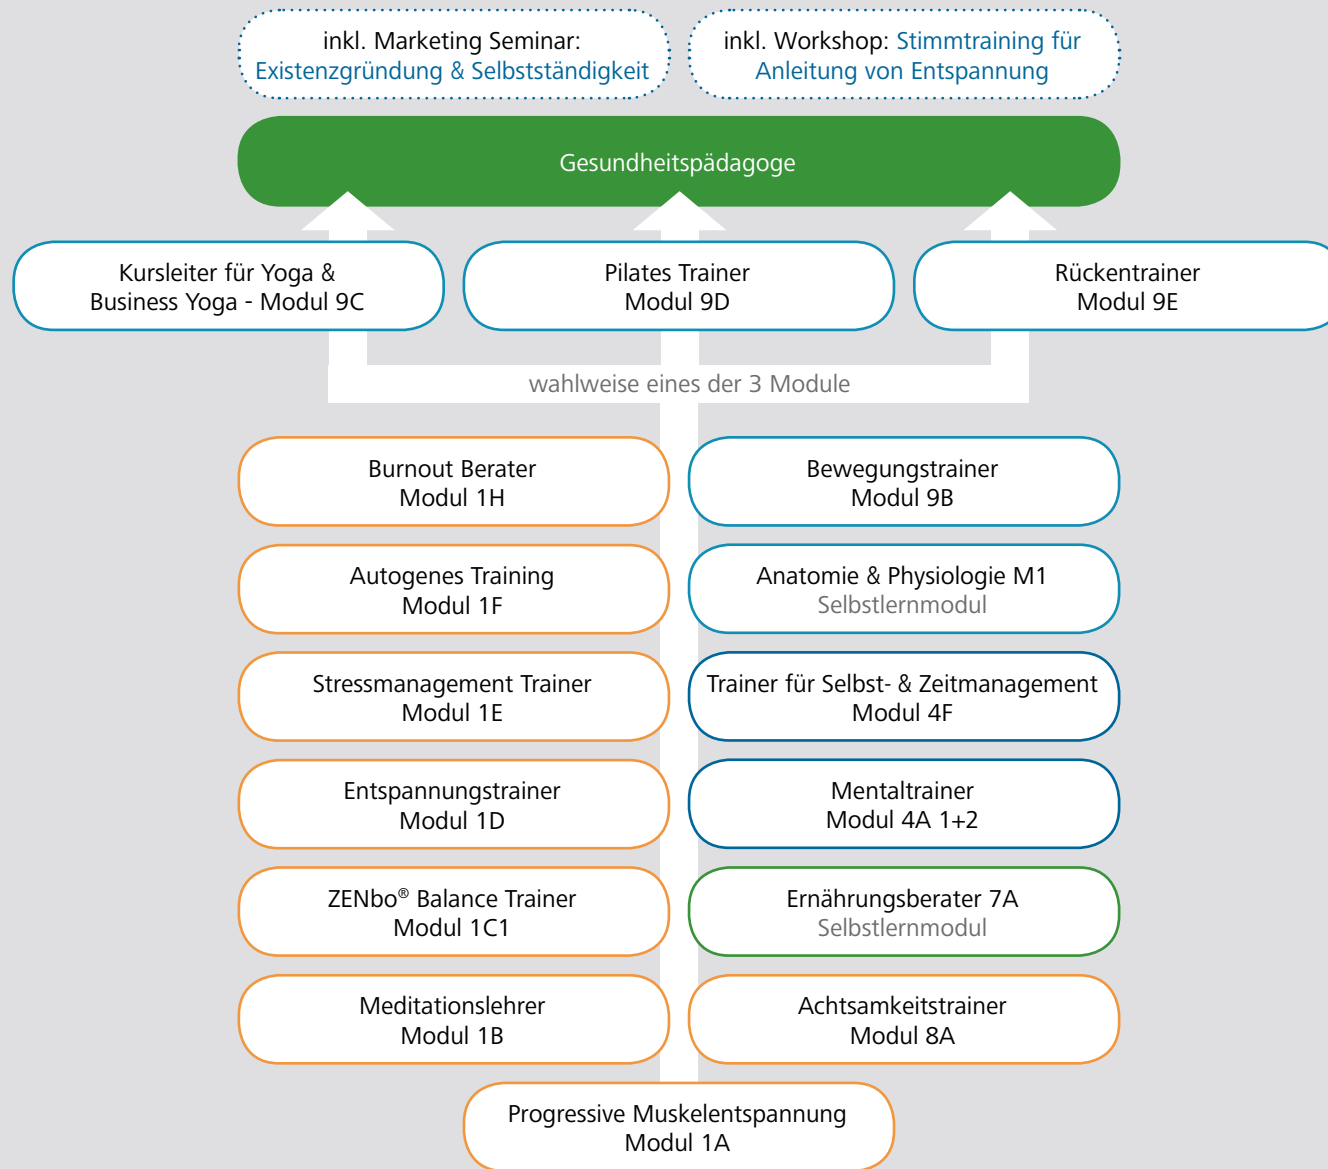 inkl. Marketing Seminar:
Existenzgründung & Selbstständigkeit
inkl. Workshop: Stimmtraining für
Anleitung von Entspannung
Gesundheitspädagoge
Kursleiter für Yoga &
Business Yoga - Modul 9C
Pilates Trainer
Modul 9D
Rückentrainer
Modul 9E
wahlweise eines der 3 Module
Burnout Berater
Modul 1H
Bewegungstrainer
Modul 9B
Autogenes Training
Modul 1F
Anatomie & Physiologie M1
Selbstlernmodul
Stressmanagement Trainer
Modul 1E
Trainer für Selbst- & Zeitmanagement
Modul 4F
Entspannungstrainer
Modul 1D
Mentaltrainer
Modul 4A 1+2
ZENbo® Balance Trainer
Modul 1C1
Ernährungsberater 7A
Selbstlernmodul
Meditationslehrer
Modul 1B
Achtsamkeitstrainer
Modul 8A
Progressive Muskelentspannung
Modul 1A